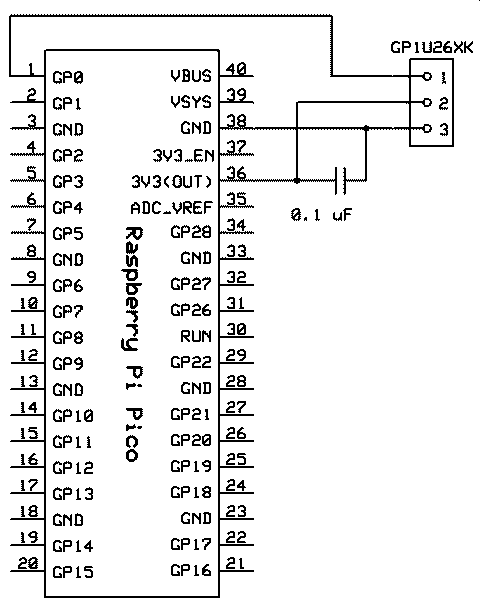 GP1U26XK
1 GP0 VBUS 40 1
2 GP1 VSYS 39 2
3 GND GND 38 3
4 GP2 3V3_EN 37
5 GP3 3V3(OUT) 36
6 GP4 ADC_VREF 35
0.1 uF
7 GP5 GP28 34
8 GND GND 33
9 GP6 GP27 32
10 GP7 GP26 31
11 GP8 RUN 30
12 GP9 GP22 29
13 GND GND 28
14 GP10 GP21 27
15 GP11 GP20 26
16 GP12 GP19 25
17 GP13 GP18 24
18 GND GND 23
19 GP14 GP17 22
20 GP15 GP16 21
Raspberry Pi Pico